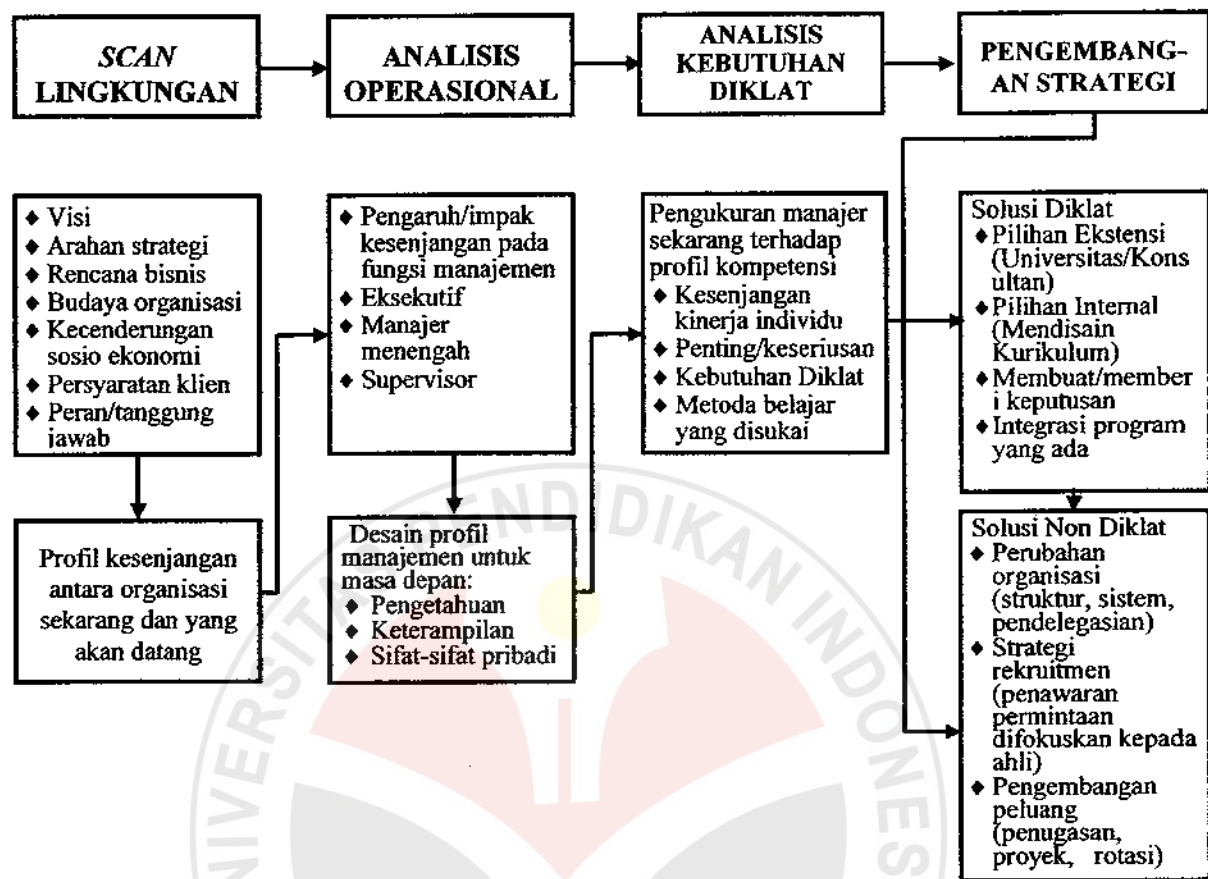 SCAN
LINGKUNGAN
ANALISIS
OPERASIONAL
ANALISIS
KEBUTUHAN
DIKLAT
PENGEMBANG-
AN STRATEGI
♦ Visi
♦ Arahan strategi
♦ Rencana bisnis
♦ Budaya organisasi
♦ Kecenderungan
sosio ekonomi
♦ Persyaratan klien
♦ Peran/tanggung
jawab
Profil kesenjangan
antara organisasi
sekarang dan yang
akan datang
♦ Pengaruh/impak
kesenjangan pada
fungsi manajemen
♦ Eksekutif
♦ Manajer
menengah
♦ Supervisor
Desain profil
manajemen untuk
masa depan:
♦ Pengetahuan
♦ Keterampilan
♦ Sifat-sifat pribadi
Pengukuran manajer
sekarang terhadap
profil kompetensi
♦ Kesenjangan
kinerja individu
♦ Penting/keseriusan
♦ Kebutuhan Diklat
♦ Metoda belajar
yang disukai
Solusi Diklat
♦ Pilihan Ekstensi
(Universitas/Kons
ultan)
♦ Pilihan Internal
(Mendisain
Kurikulum)
♦ Membuat/member
i keputusan
♦ Integrasi program
yang ada
Solusi Non Diklat
♦ Perubahan
organisasi
(struktur, sistem,
pendelegasian)
♦ Strategi
rekruitmen
(penawaran
permintaan
difokuskan kepada
ahli)
♦ Pengembangan
peluang
(penugasan,
proyek, rotasi)
UNIVERSITAS PENDIDIKAN INDONES